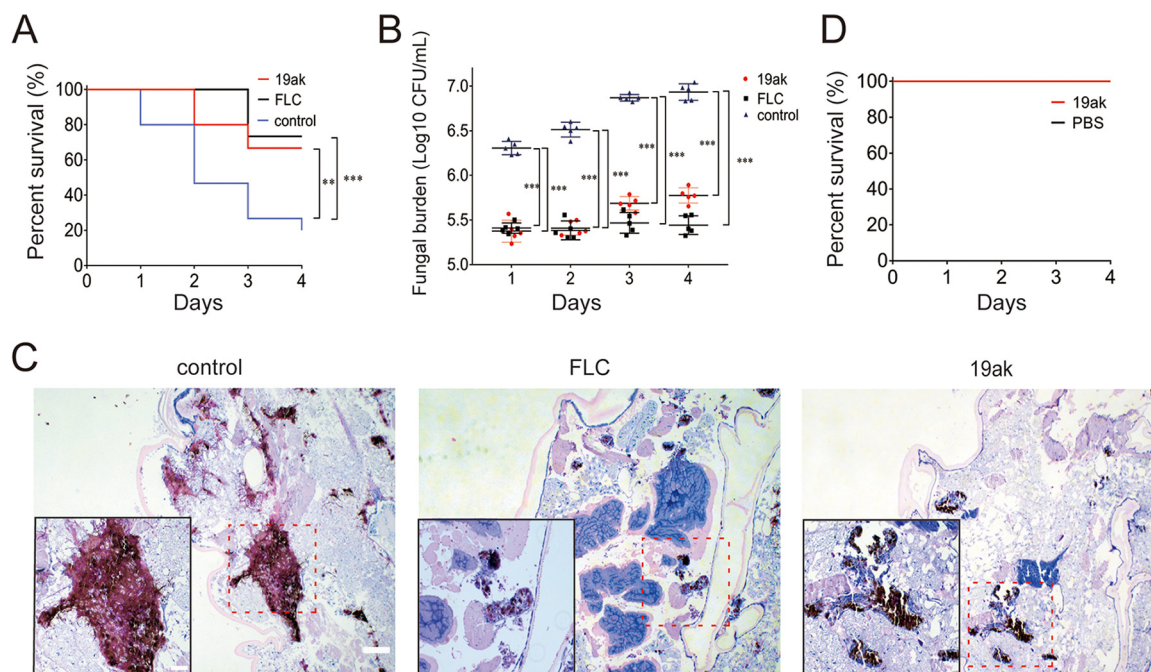 A
Percent survival (%)
100
80
60
40
20
0
0 1 2 3 4
Days
19ak
FLC
control
**
***
B
Fungal burden (Log10 CFU/mL)
7.0
6.5
6.0
5.5
5.0
1 2 3 4
Days
19ak
FLC
control
***
***
***
***
***
***
***
***
D
Percent survival (%)
100
80
60
40
20
0
0 1 2 3 4
Days
19ak
PBS
C
control
FLC
19ak